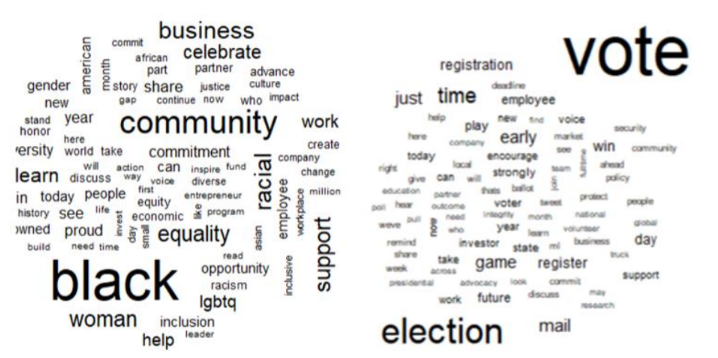 business
commit
celebrate
american
african
part
partner
month
advance
gender
story share
justice
culture
new
gap
continue now
who impact
stand
year
honor
community
work
here
create
versity world take
commitment
company
learn
will
action
can
inspire fund
change
discuss
way
voice
diverse
racial
in today people
first
entrepreneur
employee
workplace
million
equity
history see
life
invest
economic
like
program
owned proud
day
small
equality
asian
support
build
need time
read
black
opportunity
inclusive
racism
lgbtq
woman
inclusion
help
leader
vote
registration
deadline
just
time
employee
help
play
new
find
voice
security
here
company
early
market
see
win
community
today
local
encourage
right
give
can
will
strongly
team
fulltime
ahead
policy
education
partner
thats
ballot
join
poll
hear
outcome
voter
tweet
protect
people
weve
pull
now
need
integrity
month
national
who
year
learn
volunteer
global
remind
investor
state
ml
business
day
share
take
game
register
truck
week
across
support
presidential
advocacy
look
commit
work
future
discuss
may
research
election
mail